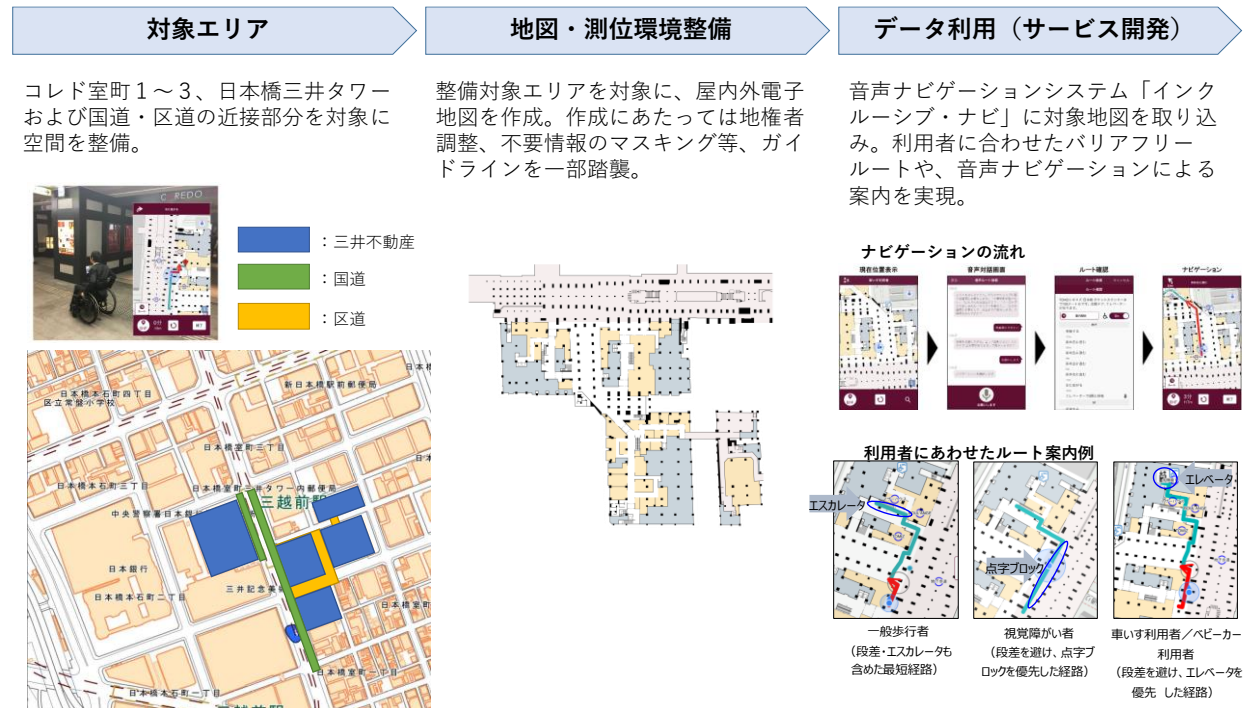 対象エリア
地図・測位環境整備
データ利用（サービス開発）
コレド室町１～３、日本橋三井タワー
および国道・区道の近接部分を対象に
空間を整備。
整備対象エリアを対象に、屋内外電子
地図を作成。作成にあたっては地権者
調整、不要情報のマスキング等、ガイ
ドラインを一部踏襲。
音声ナビゲーションシステム「インク
ルーシブ・ナビ」に対象地図を取り込
み。利用者に合わせたバリアフリー
ルートや、音声ナビゲーションによる
案内を実現。
：三井不動産
：国道
：区道
新日本橋駅前郵便局
日本橋本石町四丁目
区立常盤小学校
日本橋室町三丁目
日本橋本石町三丁目
日本橋室町三井タワー内郵便局
三越前駅
中央警察署日本銀
日本銀行
日本橋本石町二丁目
三井記念美
日本橋室町
日本橋室町一丁目
日本橋本石町一丁目
三越前駅
ナビゲーションの流れ
現在位置表示
音声対話画面
ルート確認
ナビゲーション
利用者にあわせたルート案内例
エスカレータ
点字ブロック
エレベータ
一般歩行者
（段差・エスカレータも
含めた最短経路）
視覚障がい者
（段差を避け、点字ブ
ロックを優先した経路）
車いす利用者／ベビーカー
利用者
（段差を避け、エレベータを
優先 した経路）